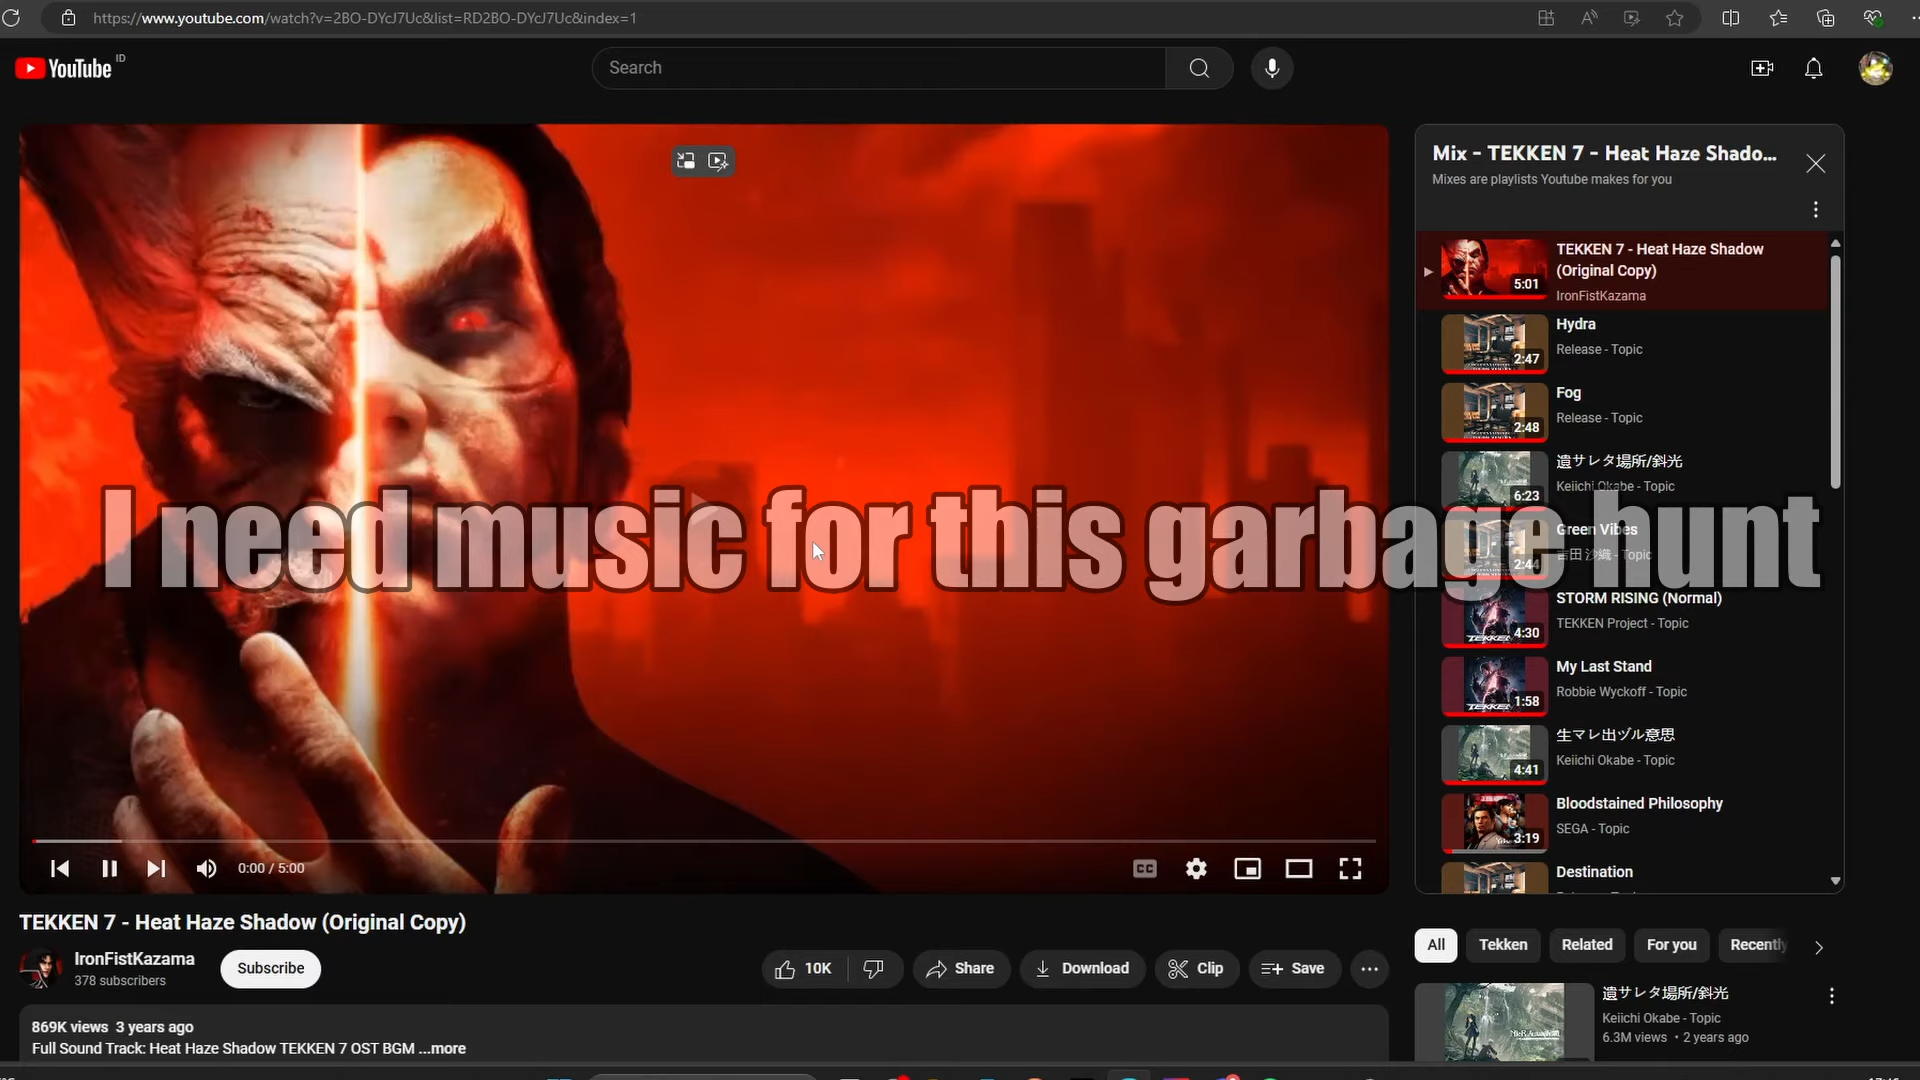 https://www.youtube.com/watch?v=2BO-DYcJ7Uc&list=RD2BO-DYcJ7Uc&index=1
YouTube ID
Search
Mix - TEKKEN 7 - Heat Haze Shado...
Mixes are playlists Youtube makes for you
TEKKEN 7 - Heat Haze Shadow
(Original Copy)
IronFistKazama
5:01
Hydra
Release - Topic
2:47
Fog
Release - Topic
2:48
遺サレタ場所/斜光
Keiichi Okabe - Topic
6:23
I need music for this garbage hunt
Green Vibes
吉田 沙織 - Topic
2:44
STORM RISING (Normal)
TEKKEN Project - Topic
4:30
TEKKEN
My Last Stand
Robbie Wyckoff - Topic
1:58
TEKKEN
生マレ出ヅル意思
Keiichi Okabe - Topic
4:41
Bloodstained Philosophy
SEGA - Topic
3:19
Destination
0:00 / 5:00
CC
TEKKEN 7 - Heat Haze Shadow (Original Copy)
IronFistKazama
378 subscribers
Subscribe
10K
Share
Download
Clip
Save
869K views 3 years ago
Full Sound Track: Heat Haze Shadow TEKKEN 7 OST BGM ...more
All
Tekken
Related
For you
Recently
遺サレタ場所/斜光
Keiichi Okabe - Topic
6.3M views • 2 years ago